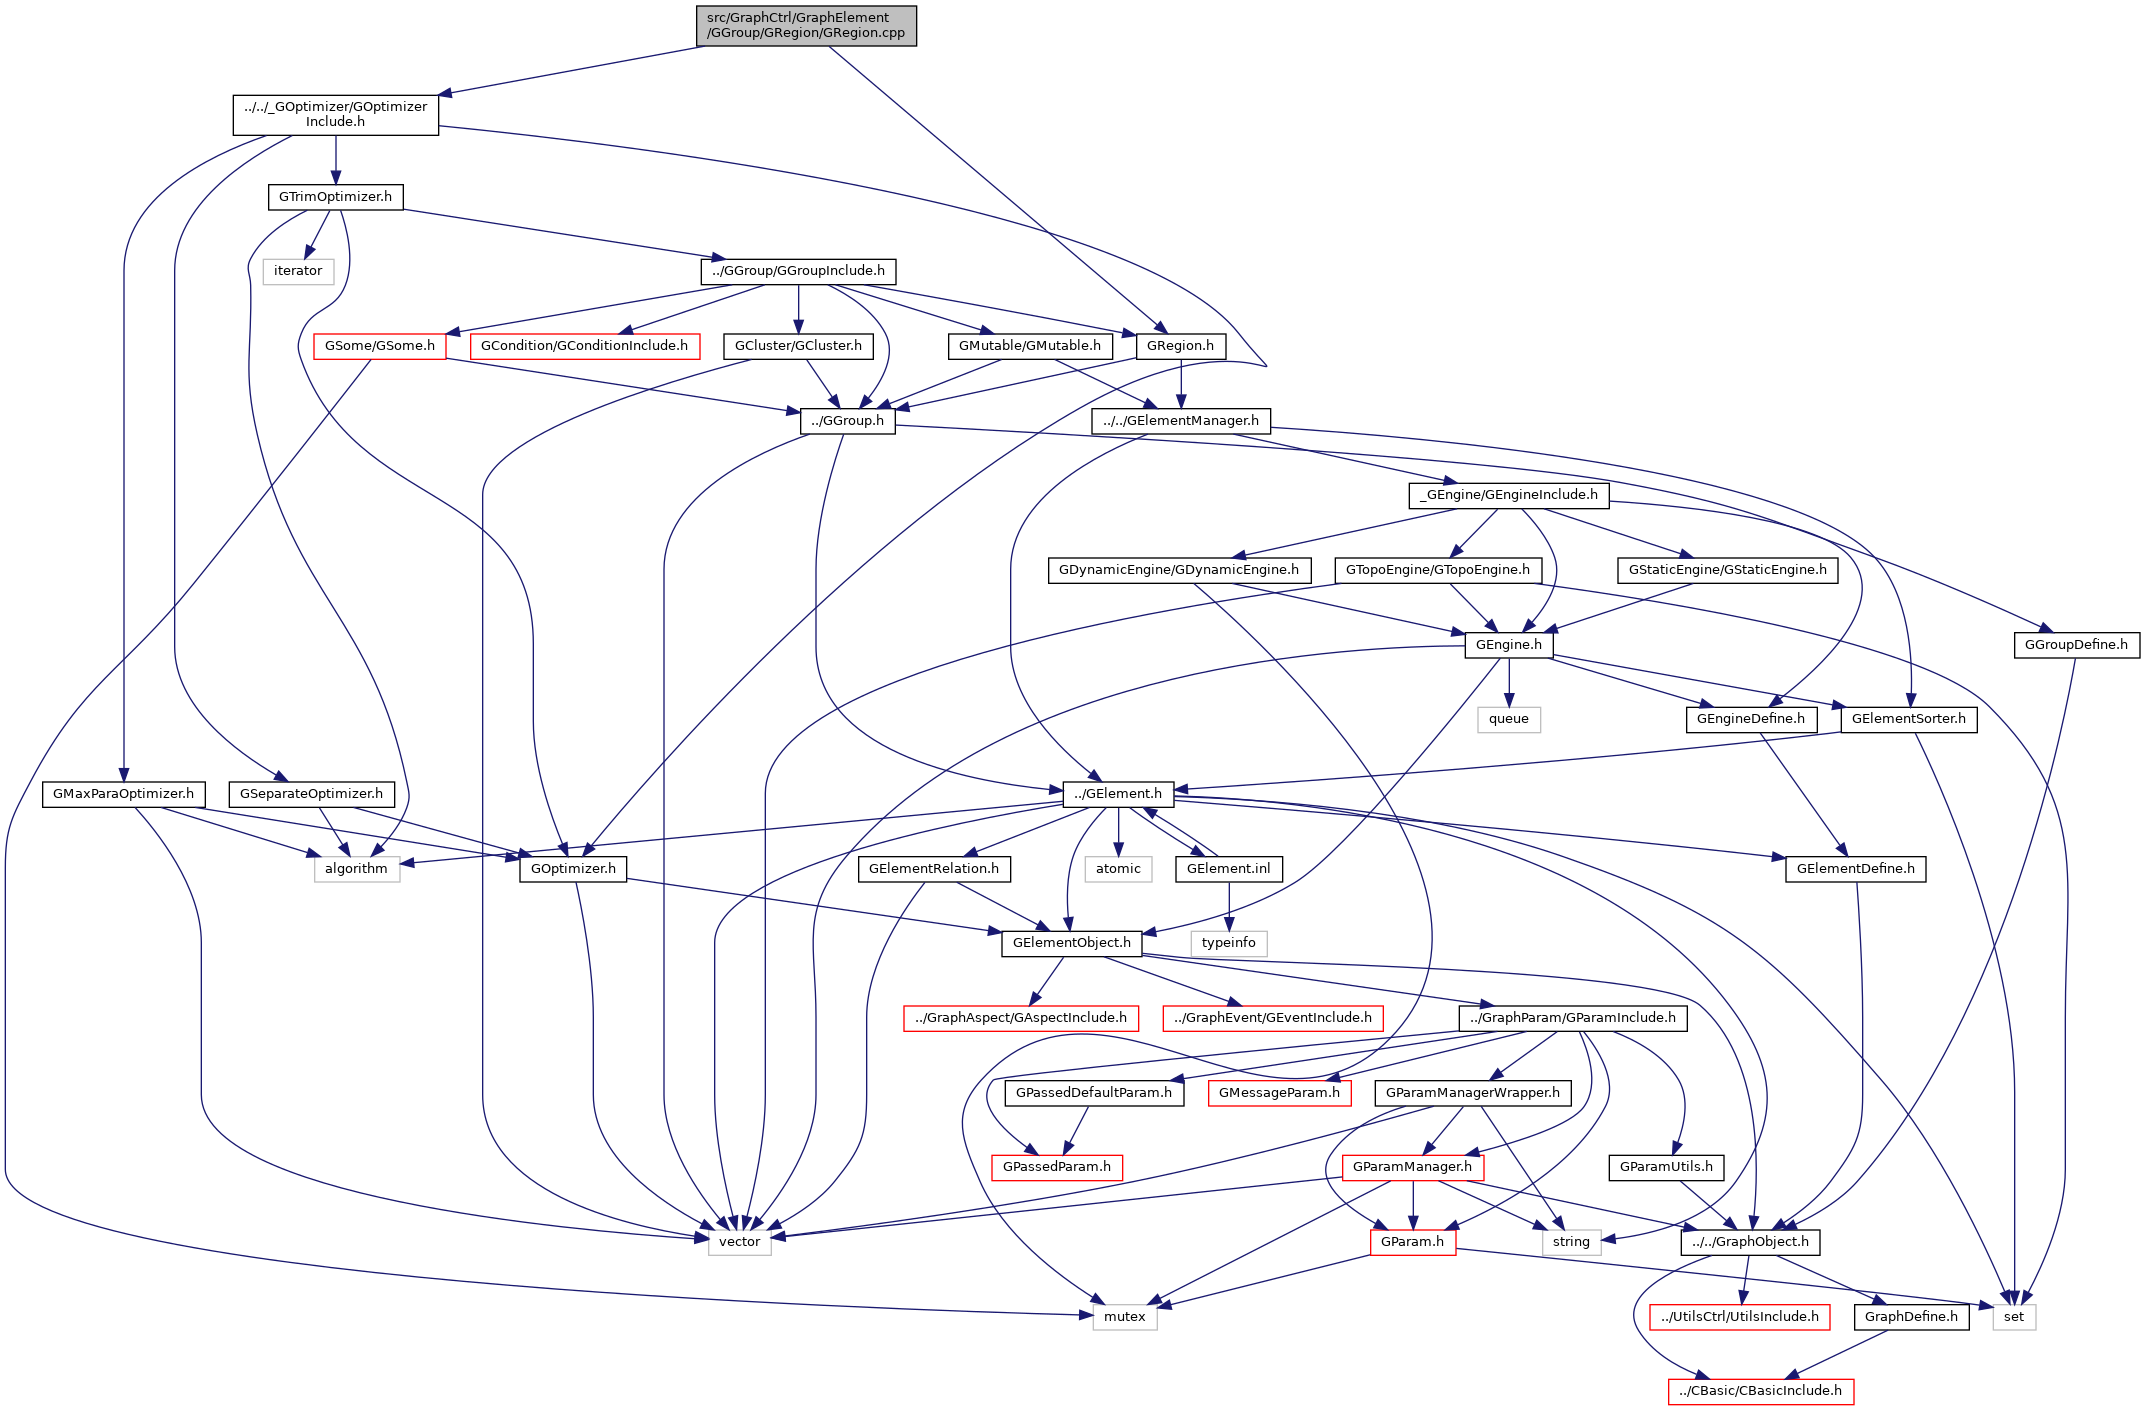 src/GraphCtrl/GraphElement
/GGroup/GRegion/GRegion.cpp
../../_GOptimizer/GOptimizer
Include.h
GTrimOptimizer.h
iterator
../GGroup/GGroupInclude.h
GSome/GSome.h
GCondition/GConditionInclude.h
GCluster/GCluster.h
GMutable/GMutable.h
GRegion.h
../GGroup.h
../../GElementManager.h
_GEngine/GEngineInclude.h
GDynamicEngine/GDynamicEngine.h
GTopoEngine/GTopoEngine.h
GStaticEngine/GStaticEngine.h
GEngine.h
GGroupDefine.h
queue
GEngineDefine.h
GElementSorter.h
GMaxParaOptimizer.h
GSeparateOptimizer.h
../GElement.h
algorithm
GOptimizer.h
GElementRelation.h
atomic
GElement.inl
GElementDefine.h
GElementObject.h
typeinfo
../GraphAspect/GAspectInclude.h
../GraphEvent/GEventInclude.h
../GraphParam/GParamInclude.h
GPassedDefaultParam.h
GMessageParam.h
GParamManagerWrapper.h
GPassedParam.h
GParamManager.h
GParamUtils.h
vector
GParam.h
string
../../GraphObject.h
mutex
../UtilsCtrl/UtilsInclude.h
GraphDefine.h
set
../CBasic/CBasicInclude.h